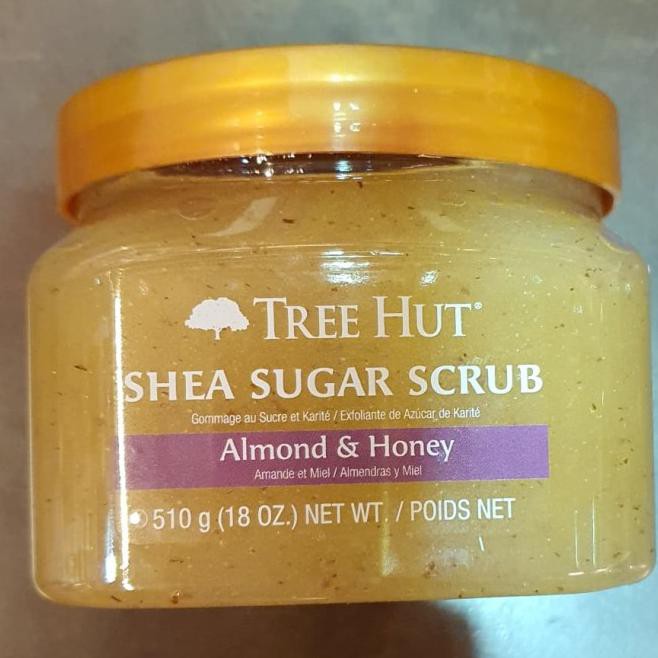 TREE HUT®
SHEA SUGAR SCRUB
Gommage au Sucre et Karité / Exfoliante de Azúcar de Karité
Almond & Honey
Amande et Miel / Almendras y Miel
510 g (18 OZ.) NET WT. / POIDS NET